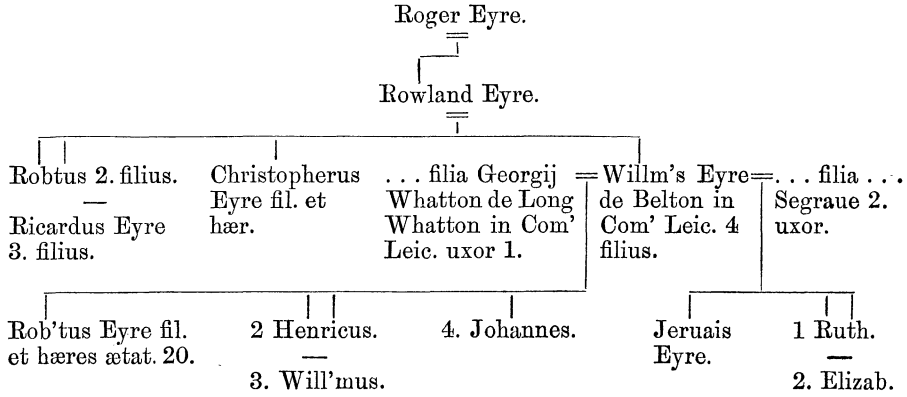 Roger Eyre.
Rowland Eyre.
Robtus 2. filius.
Ricardus Eyre
3. filius.
Christopherus
Eyre fil. et
hær.
. . . filia Georgij
Whatton de Long
Whatton in Com'
Leic. uxor 1.
Willm's Eyre
de Belton in
Com' Leic. 4
filius.
. . . filia . . .
Segraue 2.
uxor.
Rob'tus Eyre fil.
et hæres ætat. 20.
2 Henricus.
3. Will'mus.
4. Johannes.
Jeruais
Eyre.
1 Ruth.
2. Elizab.